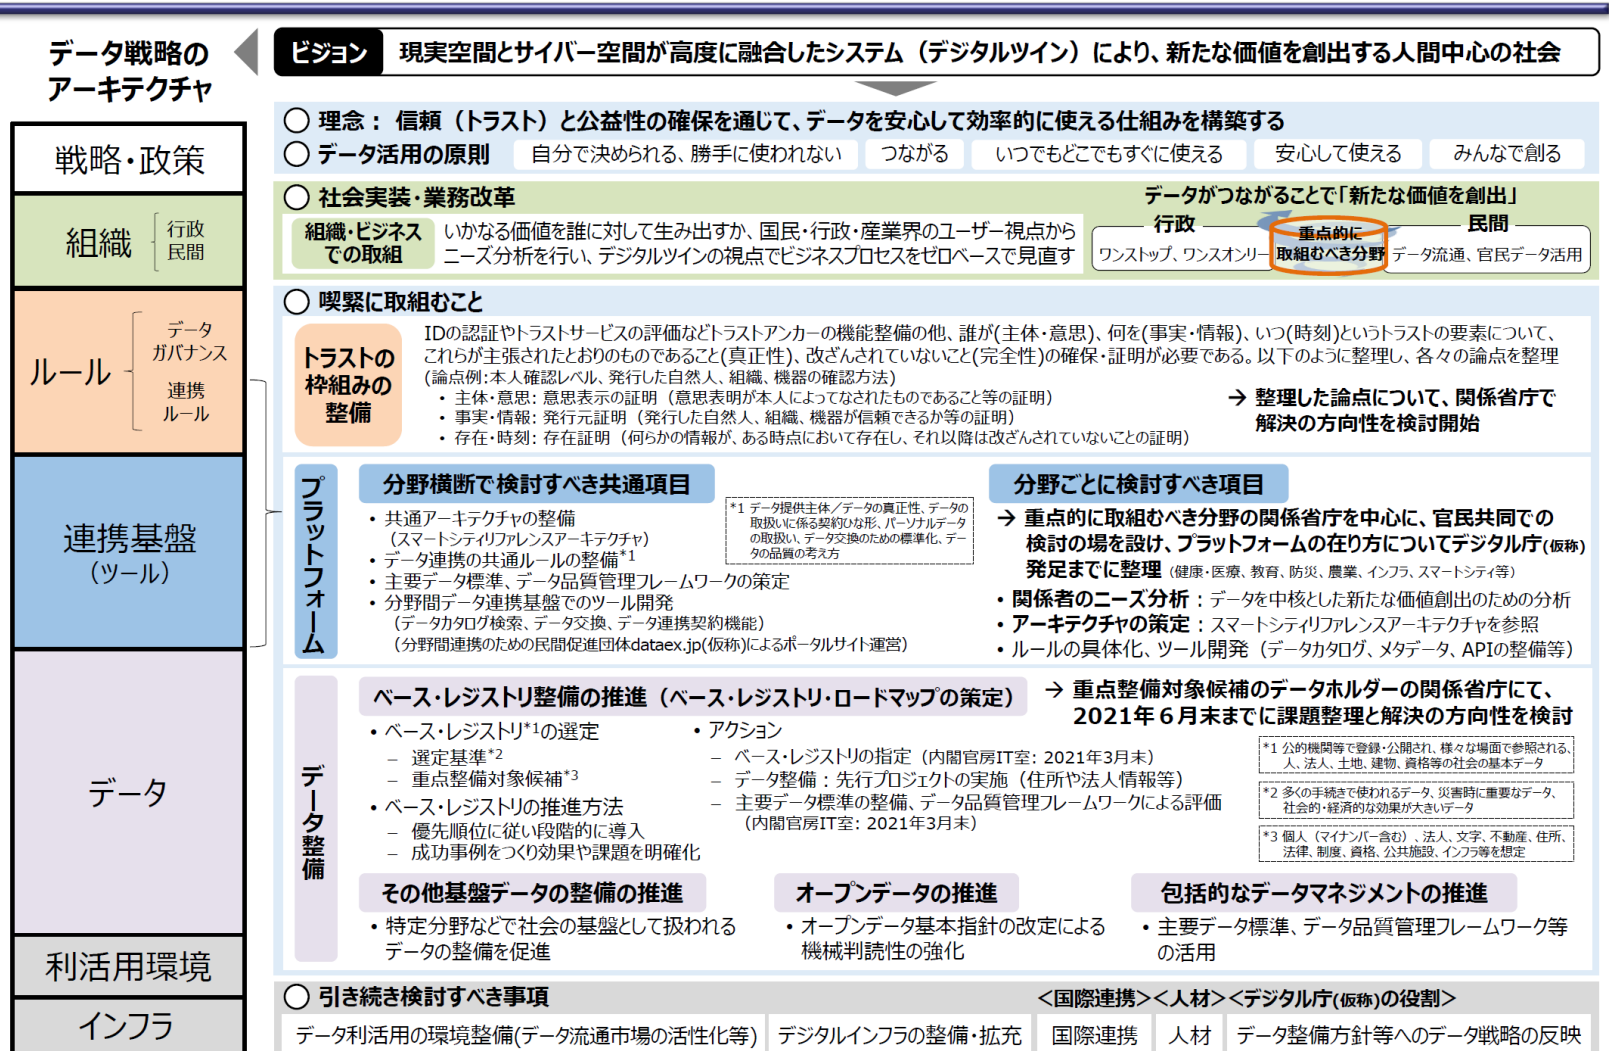 データ戦略の
アーキテクチャ
ビジョン 現実空間とサイバー空間が高度に融合したシステム（デジタルツイン）により、新たな価値を創出する人間中心の社会
戦略・政策
組織 行政
民間
ルール データ
ガバナンス
連携
ルール
連携基盤
（ツール）
データ
利活用環境
インフラ
○ 理念： 信頼（トラスト）と公益性の確保を通じて、データを安心して効率的に使える仕組みを構築する
○ データ活用の原則 自分で決められる、勝手に使われない つながる いつでもどこでもすぐに使える 安心して使える みんなで創る
○ 社会実装・業務改革
組織・ビジネス
での取組
いかなる価値を誰に対して生み出すか、国民・行政・産業界のユーザー視点から
ニーズ分析を行い、デジタルツインの視点でビジネスプロセスをゼロベースで見直す
データがつながることで「新たな価値を創出」
行政
ワンストップ、ワンスオンリー
重点的に
取組むべき分野
民間
データ流通、官民データ活用
○ 喫緊に取組むこと
トラストの
枠組みの
整備
IDの認証やトラストサービスの評価などトラストアンカーの機能整備の他、誰が(主体・意思)、何を(事実・情報)、いつ(時刻)というトラストの要素について、
これらが主張されたとおりのものであること(真正性)、改ざんされていないこと(完全性)の確保・証明が必要である。以下のように整理し、各々の論点を整理
(論点例:本人確認レベル、発行した自然人、組織、機器の確認方法)
• 主体・意思: 意思表示の証明（意思表明が本人によってなされたものであること等の証明）
• 事実・情報: 発行元証明（発行した自然人、組織、機器が信頼できるか等の証明）
• 存在・時刻: 存在証明（何らかの情報が、ある時点において存在し、それ以降は改ざんされていないことの証明）
→ 整理した論点について、関係省庁で
解決の方向性を検討開始
プラットフォーム
分野横断で検討すべき共通項目
• 共通アーキテクチャの整備
（スマートシティリファレンスアーキテクチャ）
• データ連携の共通ルールの整備*1
• 主要データ標準、データ品質管理フレームワークの策定
• 分野間データ連携基盤でのツール開発
（データカタログ検索、データ交換、データ連携契約機能）
（分野間連携のための民間促進団体dataex.jp(仮称)によるポータルサイト運営）
*1 データ提供主体／データの真正性、データの
取扱いに係る契約ひな形、パーソナルデータ
の取扱い、データ交換のための標準化、デー
タの品質の考え方
分野ごとに検討すべき項目
→ 重点的に取組むべき分野の関係省庁を中心に、官民共同での
検討の場を設け、プラットフォームの在り方についてデジタル庁(仮称)
発足までに整理（健康・医療、教育、防災、農業、インフラ、スマートシティ等）
• 関係者のニーズ分析：データを中核とした新たな価値創出のための分析
• アーキテクチャの策定：スマートシティリファレンスアーキテクチャを参照
• ルールの具体化、ツール開発（データカタログ、メタデータ、APIの整備等）
データ整備
ベース・レジストリ整備の推進（ベース・レジストリ・ロードマップの策定）
→ 重点整備対象候補のデータホルダーの関係省庁にて、
2021年６月末までに課題整理と解決の方向性を検討
• ベース・レジストリ*1の選定
– 選定基準*2
– 重点整備対象候補*3
• ベース・レジストリの推進方法
– 優先順位に従い段階的に導入
– 成功事例をつくり効果や課題を明確化
• アクション
– ベース・レジストリの指定（内閣官房IT室: 2021年3月末）
– データ整備：先行プロジェクトの実施（住所や法人情報等）
– 主要データ標準の整備、データ品質管理フレームワークによる評価
（内閣官房IT室: 2021年3月末）
*1 公的機関等で登録・公開され、様々な場面で参照される、
人、法人、土地、建物、資格等の社会の基本データ
*2 多くの手続きで使われるデータ、災害時に重要なデータ、
社会的・経済的な効果が大きいデータ
*3 個人（マイナンバー含む）、法人、文字、不動産、住所、
法律、制度、資格、公共施設、インフラ等を想定
その他基盤データの整備の推進
• 特定分野などで社会の基盤として扱われる
データの整備を促進
オープンデータの推進
• オープンデータ基本指針の改定による
機械判読性の強化
包括的なデータマネジメントの推進
• 主要データ標準、データ品質管理フレームワーク等
の活用
○ 引き続き検討すべき事項 ＜国際連携＞＜人材＞＜デジタル庁(仮称)の役割＞
データ利活用の環境整備(データ流通市場の活性化等) デジタルインフラの整備・拡充 国際連携 人材 データ整備方針等へのデータ戦略の反映